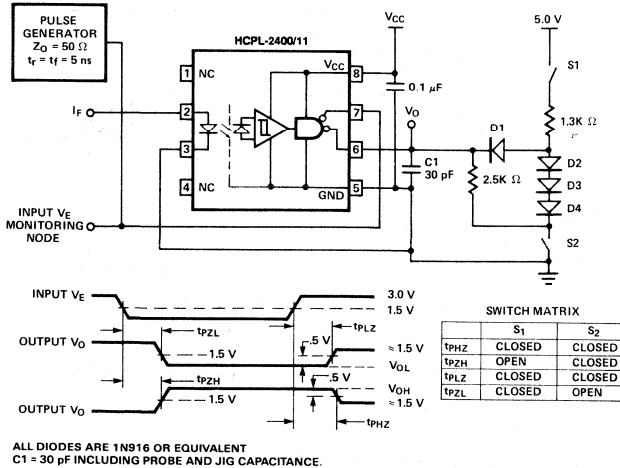 PULSE
GENERATOR
Z_O = 50 Ω
t_r = t_f = 5 ns
HCPL-2400/11
V_CC
5.0 V
1 NC
V_CC 8
S1
0.1 μF
I_F
2
7
V_O
1.3K Ω
D1
3
6
C1
30 pF
D2
2.5K Ω
D3
4 NC
GND 5
D4
INPUT V_E
MONITORING
NODE
S2
INPUT V_E
3.0 V
1.5 V
t_PZL
t_PLZ
OUTPUT V_O
.5 V
1.5 V
≈ 1.5 V
V_OL
t_PZH
.5 V
V_OH
1.5 V
≈ 1.5 V
OUTPUT V_O
t_PHZ
SWITCH MATRIX
S_1 S_2
t_PHZ CLOSED CLOSED
t_PZH OPEN CLOSED
t_PLZ CLOSED CLOSED
t_PZL CLOSED OPEN
ALL DIODES ARE 1N916 OR EQUIVALENT
C1 = 30 pF INCLUDING PROBE AND JIG CAPACITANCE.